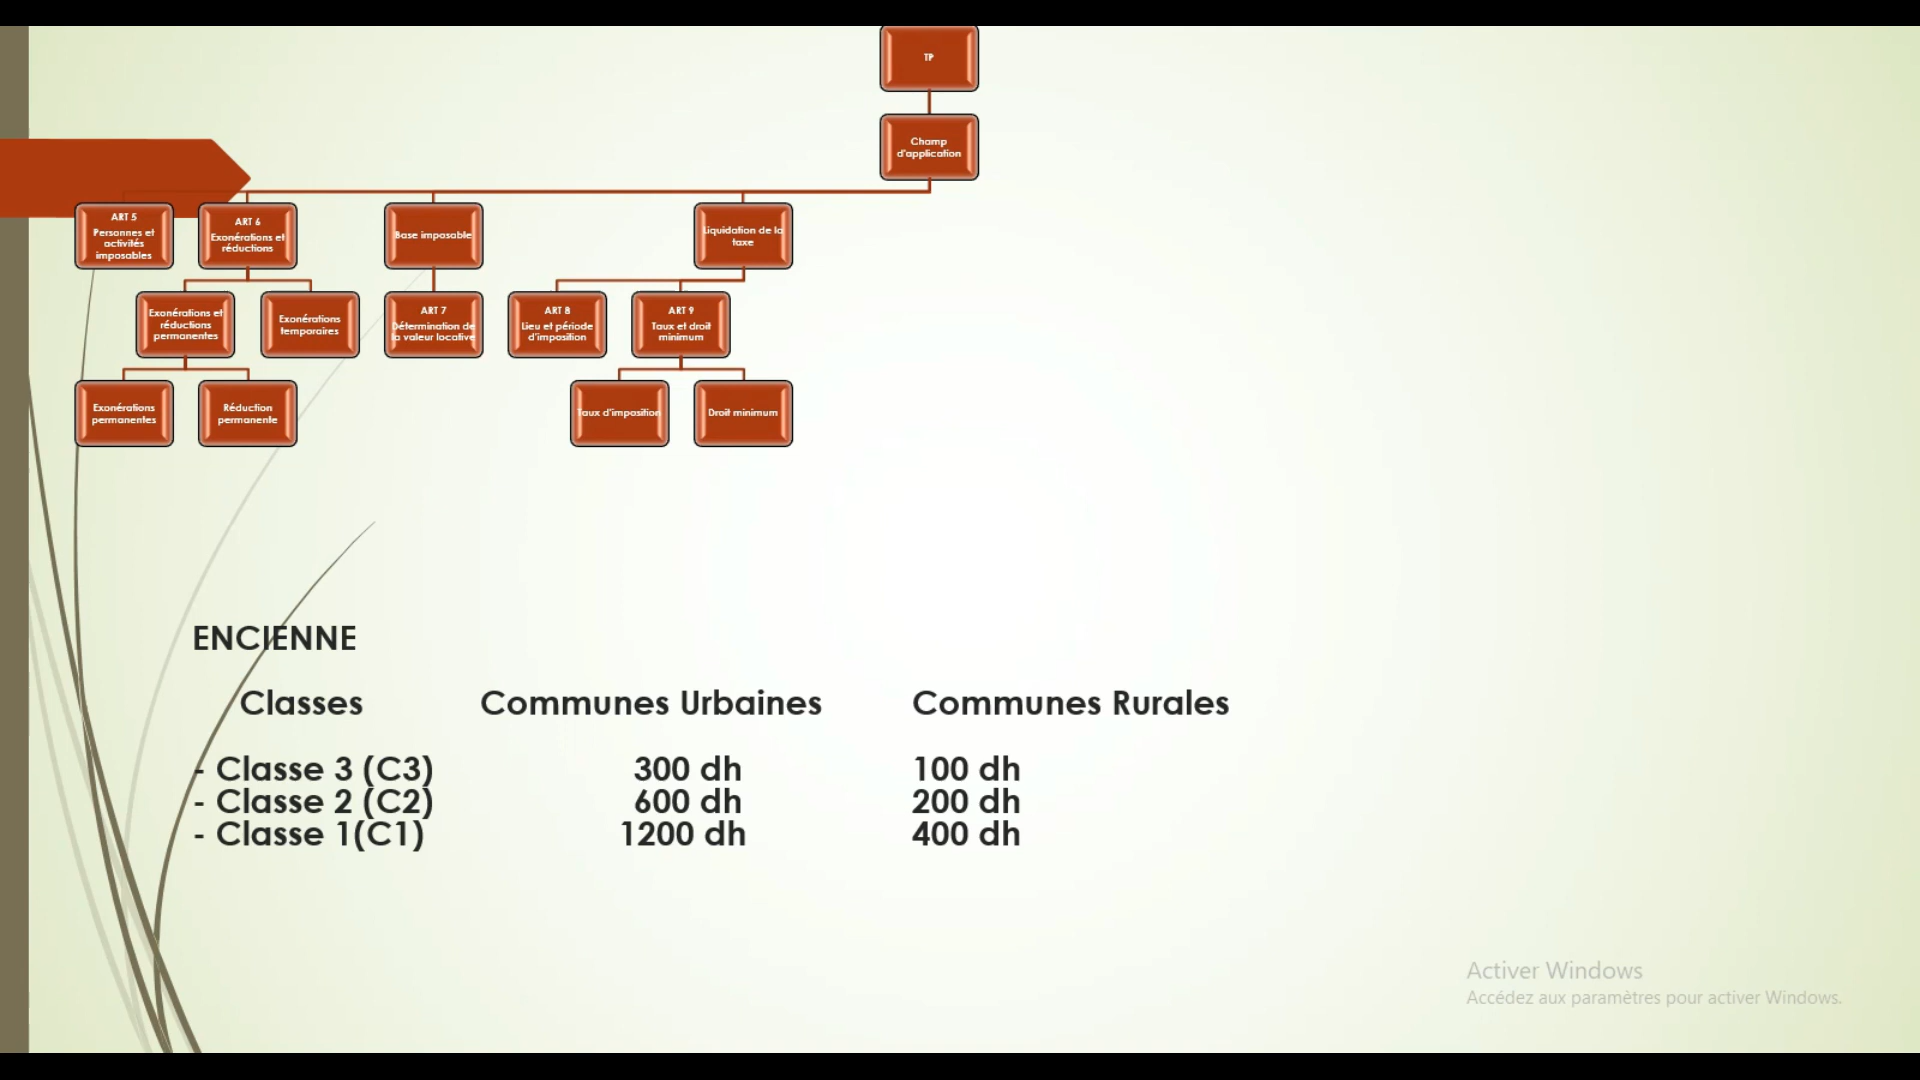 TP
Champ
d'application
ART 5
Personnes et
activités
imposables
ART 6
Exonérations et
réductions
Base imposable
Liquidation de la
taxe
Exonérations et
réductions
permanentes
Exonérations
temporaires
ART 7
Détermination de
la valeur locative
ART 8
Lieu et période
d'imposition
ART 9
Taux et droit
minimum
Exonérations
permanentes
Réduction
permanente
Taux d'imposition
Droit minimum
ENCIENNE
Classes Communes Urbaines Communes Rurales
- Classe 3 (C3) 300 dh 100 dh
- Classe 2 (C2) 600 dh 200 dh
- Classe 1(C1) 1200 dh 400 dh
Activer Windows
Accédez aux paramètres pour activer Windows.